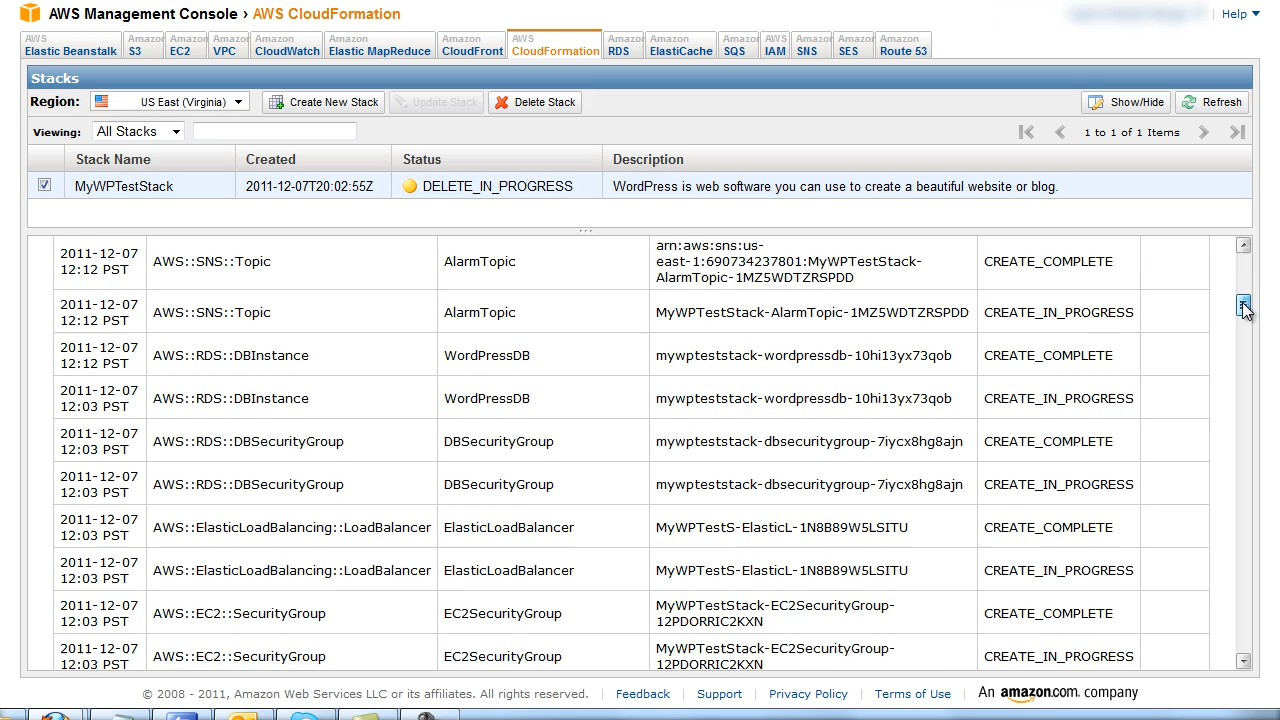 AWS Management Console › AWS CloudFormation
Help
AWS Elastic Beanstalk
Amazon S3
Amazon EC2
Amazon VPC
Amazon CloudWatch
Amazon Elastic MapReduce
Amazon CloudFront
AWS CloudFormation
Amazon RDS
Amazon ElastiCache
Amazon SQS
AWS IAM
Amazon SNS
Amazon SES
Amazon Route 53
Stacks
Region: US East (Virginia) Create New Stack Update Stack Delete Stack Show/Hide Refresh
Viewing: All Stacks 1 to 1 of 1 Items
Stack Name Created Status Description
MyWPTestStack 2011-12-07T20:02:55Z DELETE_IN_PROGRESS WordPress is web software you can use to create a beautiful website or blog.
2011-12-07 12:12 PST AWS::SNS::Topic AlarmTopic arn:aws:sns:us-east-1:690734237801:MyWPTestStack-AlarmTopic-1MZ5WDTZRSPDD CREATE_COMPLETE
2011-12-07 12:12 PST AWS::SNS::Topic AlarmTopic MyWPTestStack-AlarmTopic-1MZ5WDTZRSPDD CREATE_IN_PROGRESS
2011-12-07 12:12 PST AWS::RDS::DBInstance WordPressDB mywpteststack-wordpressdb-10hi13yx73qob CREATE_COMPLETE
2011-12-07 12:03 PST AWS::RDS::DBInstance WordPressDB mywpteststack-wordpressdb-10hi13yx73qob CREATE_IN_PROGRESS
2011-12-07 12:03 PST AWS::RDS::DBSecurityGroup DBSecurityGroup mywpteststack-dbsecuritygroup-7iycx8hg8ajn CREATE_COMPLETE
2011-12-07 12:03 PST AWS::RDS::DBSecurityGroup DBSecurityGroup mywpteststack-dbsecuritygroup-7iycx8hg8ajn CREATE_IN_PROGRESS
2011-12-07 12:03 PST AWS::ElasticLoadBalancing::LoadBalancer ElasticLoadBalancer MyWPTestS-ElasticL-1N8B89W5LSITU CREATE_COMPLETE
2011-12-07 12:03 PST AWS::ElasticLoadBalancing::LoadBalancer ElasticLoadBalancer MyWPTestS-ElasticL-1N8B89W5LSITU CREATE_IN_PROGRESS
2011-12-07 12:03 PST AWS::EC2::SecurityGroup EC2SecurityGroup MyWPTestStack-EC2SecurityGroup-12PDORRIC2KXN CREATE_COMPLETE
2011-12-07 12:03 PST AWS::EC2::SecurityGroup EC2SecurityGroup MyWPTestStack-EC2SecurityGroup-12PDORRIC2KXN CREATE_IN_PROGRESS
© 2008 - 2011, Amazon Web Services LLC or its affiliates. All rights reserved. Feedback Support Privacy Policy Terms of Use An amazon.com. company